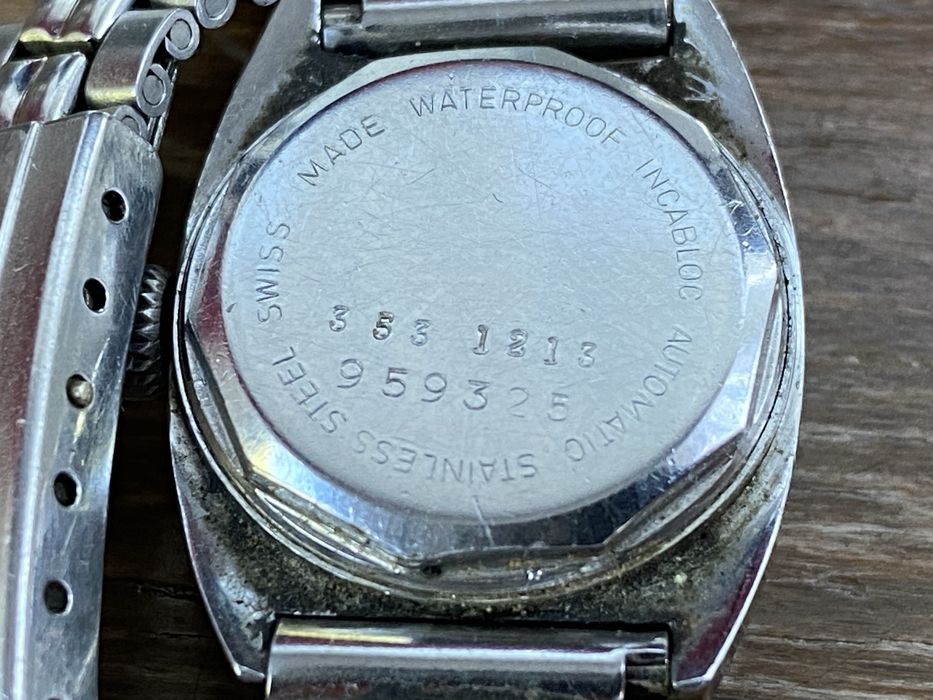 SWISS MADE WATERPROOF INCABLOC AUTOMATIC STAINLESS STEEL
353 1213
959325